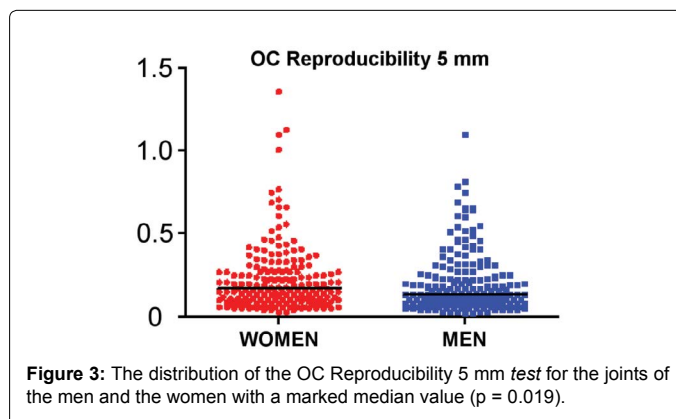 OC Reproducibility 5 mm
1.5
1.0
0.5
0
WOMEN MEN
Figure 3: The distribution of the OC Reproducibility 5 mm test for the joints of
the men and the women with a marked median value (p = 0.019).